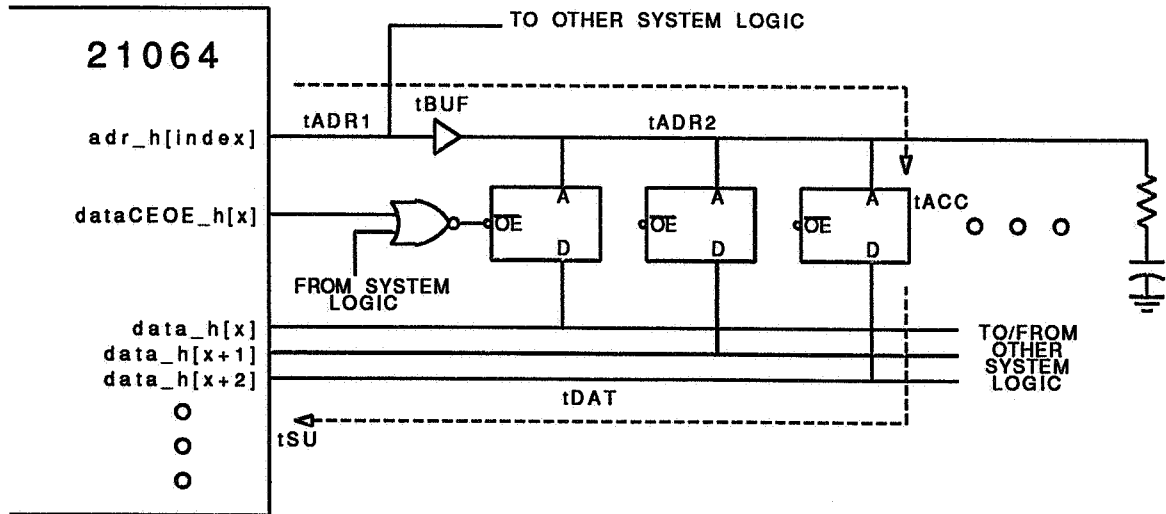 TO OTHER SYSTEM LOGIC
21064
tBUF
adr_h[index]
tADR1
tADR2
A
A
A
tACC
dataCEOE_h[x]
OE
OE
OE
D
D
D
FROM SYSTEM
LOGIC
data_h[x]
data_h[x+1]
data_h[x+2]
TO/FROM
OTHER
SYSTEM
LOGIC
tDAT
tSU